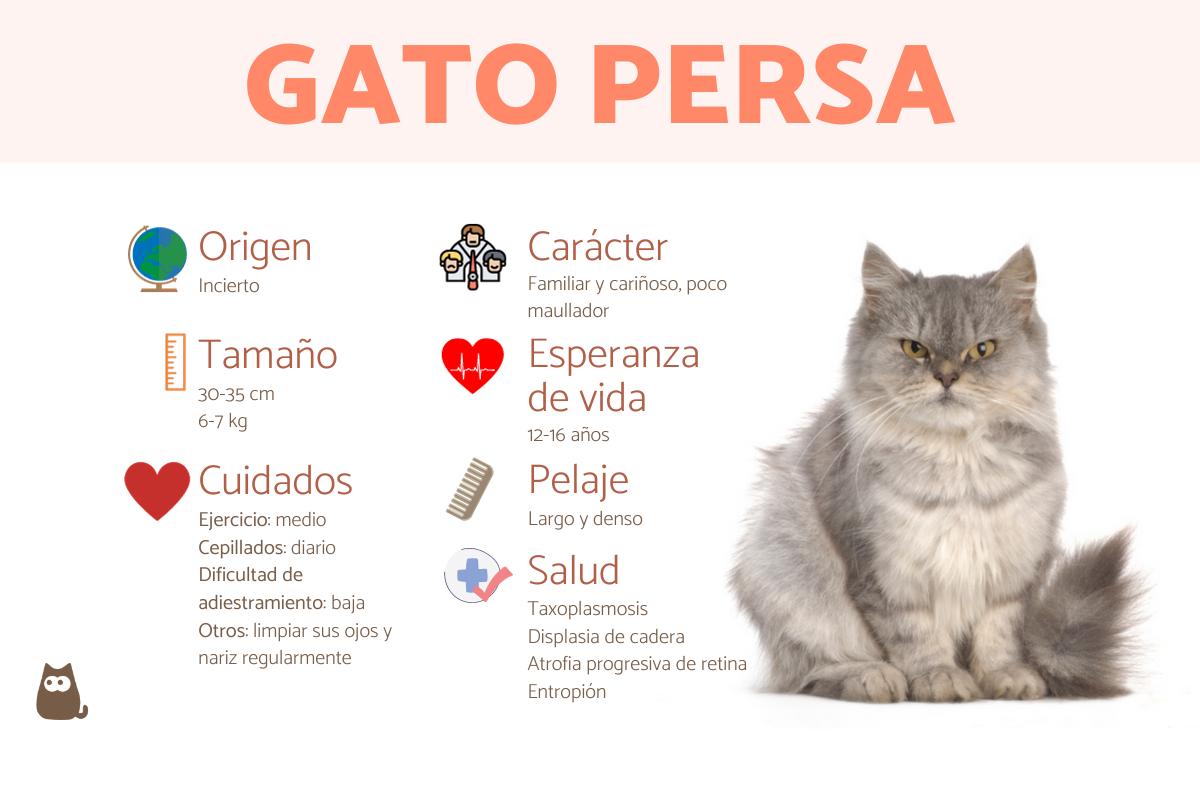 GATO PERSA
Origen
Incierto
Tamaño
30-35 cm
6-7 kg
Cuidados
Ejercicio: medio
Cepillados: diario
Dificultad de
adiestramiento: baja
Otros: limpiar sus ojos y
nariz regularmente
Carácter
Familiar y cariñoso, poco
maullador
Esperanza
de vida
12-16 años
Pelaje
Largo y denso
Salud
Taxoplasmosis
Displasia de cadera
Atrofia progresiva de retina
Entropión